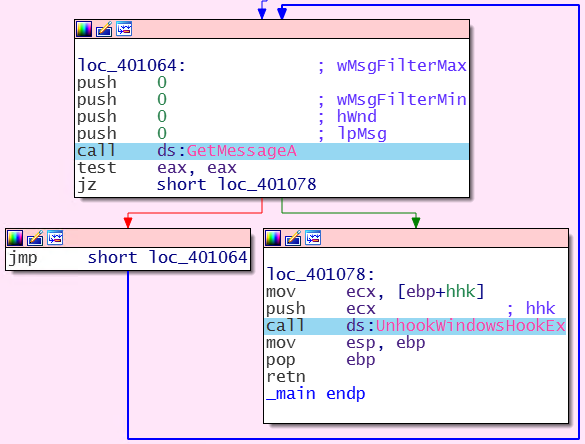 loc_401064: ; wMsgFilterMax
push 0
push 0 ; wMsgFilterMin
push 0 ; hWnd
push 0 ; lpMsg
call ds:GetMessageA
test eax, eax
jz short loc_401078
jmp short loc_401064
loc_401078:
mov ecx, [ebp+hhk]
push ecx ; hhk
call ds:UnhookWindowsHookEx
mov esp, ebp
pop ebp
retn
_main endp